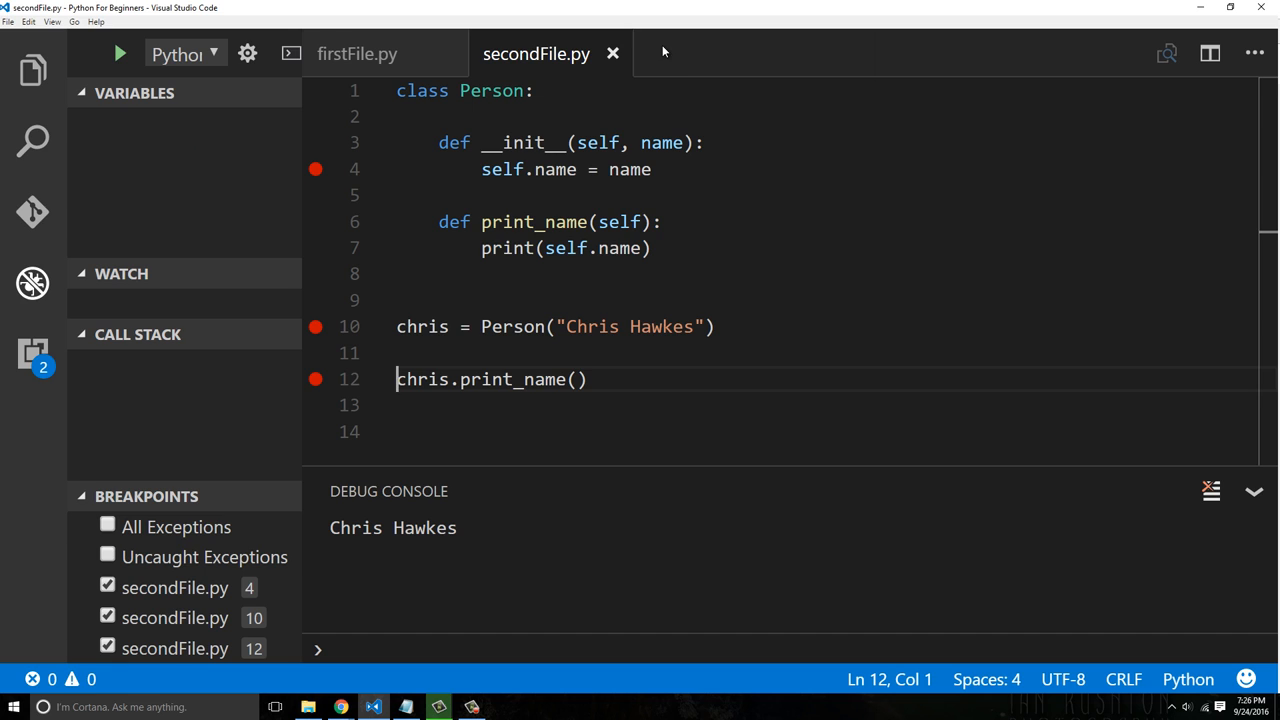 secondFile.py - Python For Beginners - Visual Studio Code
File Edit View Go Help
Python
firstFile.py
secondFile.py
VARIABLES
WATCH
CALL STACK
2
BREAKPOINTS
All Exceptions
Uncaught Exceptions
secondFile.py 4
secondFile.py 10
secondFile.py 12
1 class Person:
2
3 def __init__(self, name):
4 self.name = name
5
6 def print_name(self):
7 print(self.name)
8
9
10 chris = Person("Chris Hawkes")
11
12 chris.print_name()
13
14
DEBUG CONSOLE
Chris Hawkes
0 0
Ln 12, Col 1 Spaces: 4 UTF-8 CRLF Python
I'm Cortana. Ask me anything.
7:26 PM
9/24/2016